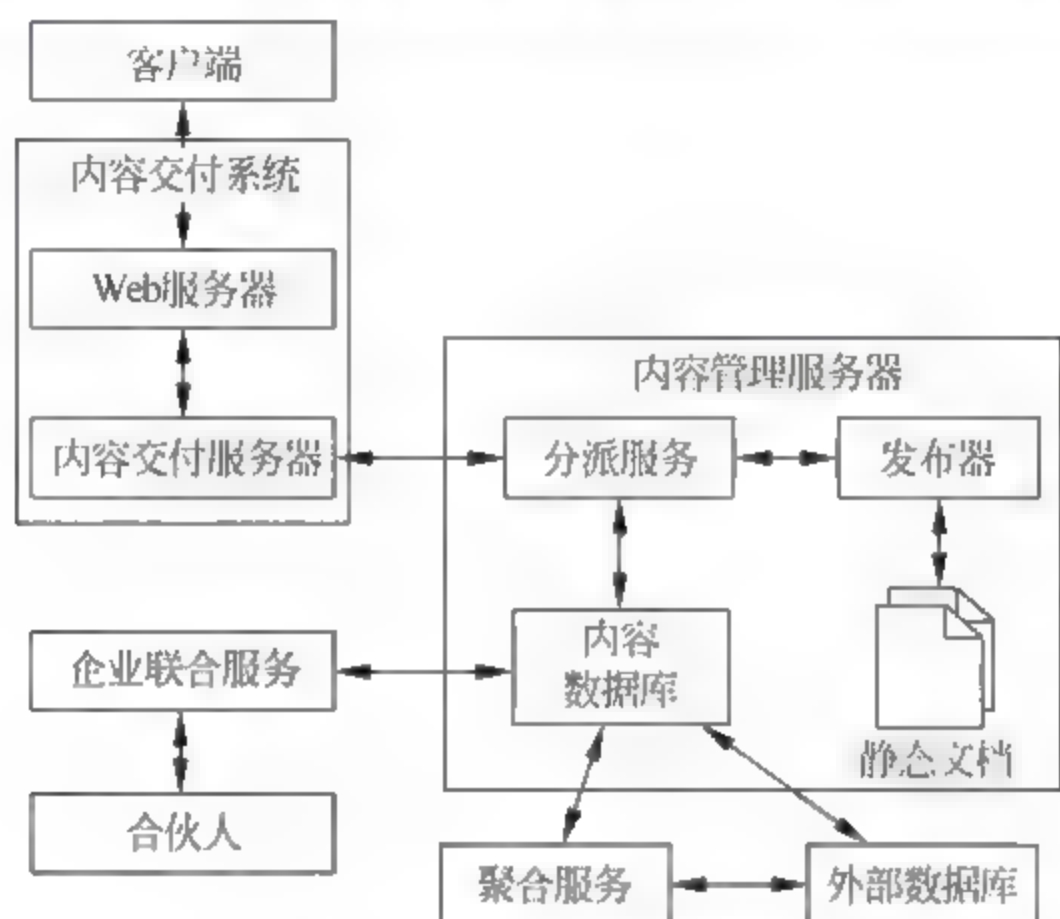 客户端
内容交付系统
Web服务器
内容管理服务器
内容交付服务器
分派服务
发布器
内容
数据库
企业联合服务
静态文档
合伙人
聚合服务
外部数据库